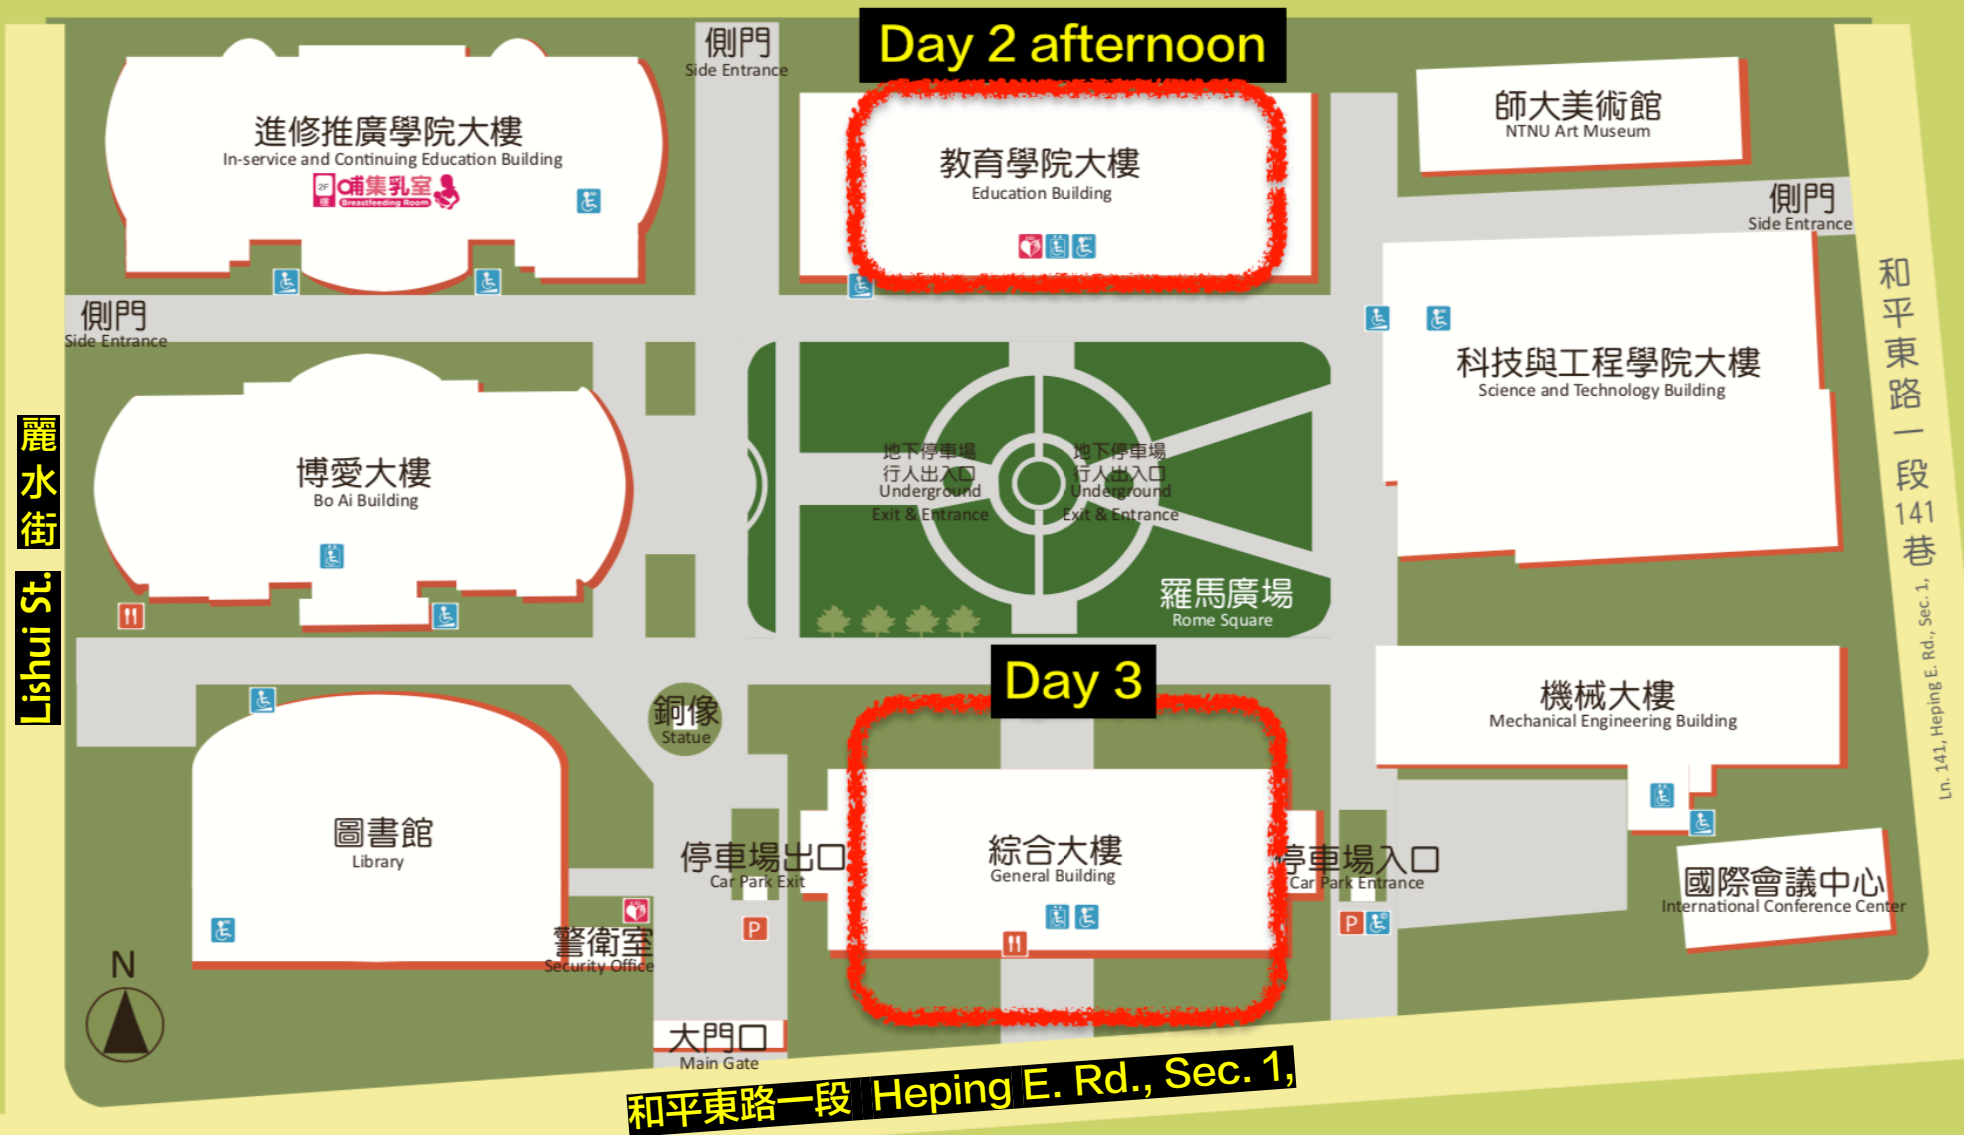 側門
Side Entrance
Day 2 afternoon
師大美術館
NTNU Art Museum
進修推廣學院大樓
In-service and Continuing Education Building
2F
樓
哺集乳室
Breastfeeding Room
教育學院大樓
Education Building
側門
Side Entrance
側門
Side Entrance
科技與工程學院大樓
Science and Technology Building
和平東路一段141巷
Ln. 141, Heping E. Rd., Sec. 1,
麗水街
Lishui St.
博愛大樓
Bo Ai Building
地下停車場
行人出入口
Underground
Exit & Entrance
地下停車場
行人出入口
Underground
Exit & Entrance
羅馬廣場
Rome Square
Day 3
銅像
Statue
機械大樓
Mechanical Engineering Building
圖書館
Library
停車場出口
Car Park Exit
P
綜合大樓
General Building
停車場入口
Car Park Entrance
P
國際會議中心
International Conference Center
警衛室
Security Office
N
大門口
Main Gate
和平東路一段 Heping E. Rd., Sec. 1,